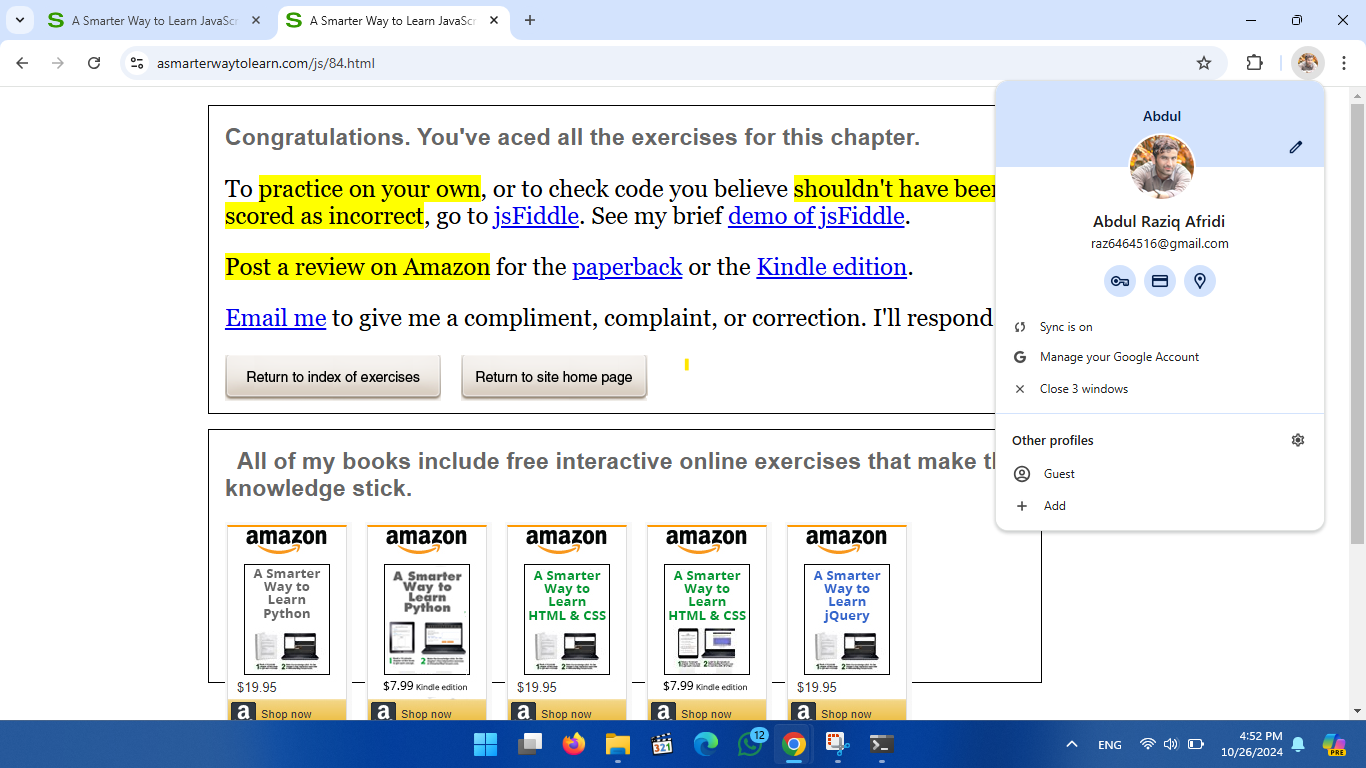 A Smarter Way to Learn JavaScr
A Smarter Way to Learn JavaScr
asmarterwaytolearn.com/js/84.html
Congratulations. You've aced all the exercises for this chapter.
To practice on your own, or to check code you believe shouldn't have been
scored as incorrect, go to jsFiddle. See my brief demo of jsFiddle.
Post a review on Amazon for the paperback or the Kindle edition.
Email me to give me a compliment, complaint, or correction. I'll respond
Return to index of exercises
Return to site home page
Abdul
Abdul Raziq Afridi
raz6464516@gmail.com
Sync is on
Manage your Google Account
Close 3 windows
Other profiles
Guest
Add
All of my books include free interactive online exercises that make th
knowledge stick.
amazon
A Smarter
Way to
Learn
Python
$19.95
Shop now
amazon
A Smarter
Way to
Learn
Python
$7.99 Kindle edition
Shop now
amazon
A Smarter
Way to
Learn
HTML & CSS
$19.95
Shop now
amazon
A Smarter
Way to
Learn
HTML & CSS
$7.99 Kindle edition
Shop now
amazon
A Smarter
Way to
Learn
jQuery
$19.95
Shop now
321
12
ENG
4:52 PM
10/26/2024
PRE